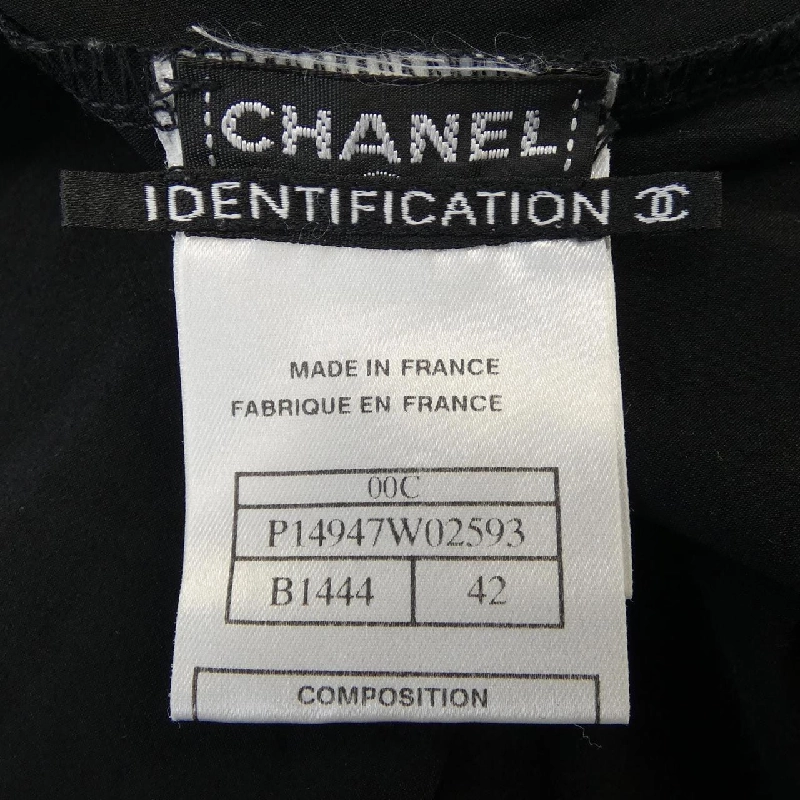 CHANEL
IDENTIFICATION
MADE IN FRANCE
FABRIQUE EN FRANCE
00C
P14947W02593
B1444 42
COMPOSITION